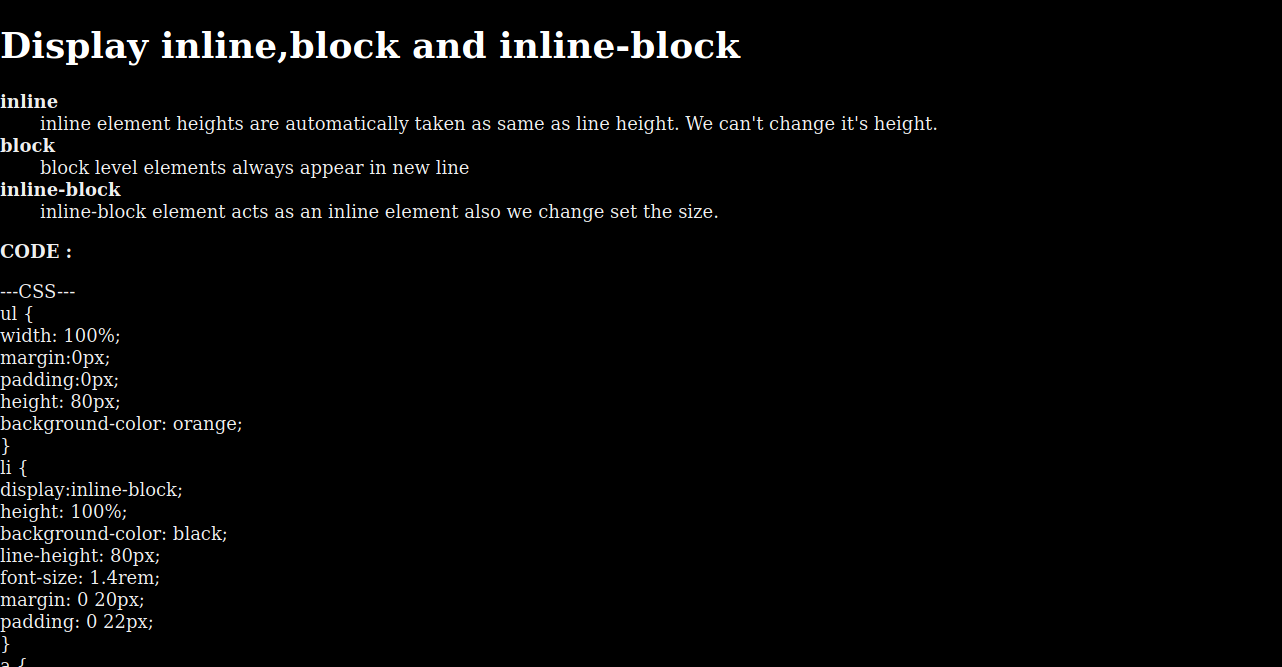 Display inline,block and inline-block
inline
inline element heights are automatically taken as same as line height. We can't change it's height.
block
block level elements always appear in new line
inline-block
inline-block element acts as an inline element also we change set the size.
CODE :
---CSS---
ul {
width: 100%;
margin:0px;
padding:0px;
height: 80px;
background-color: orange;
}
li {
display:inline-block;
height: 100%;
background-color: black;
line-height: 80px;
font-size: 1.4rem;
margin: 0 20px;
padding: 0 22px;
}
a {